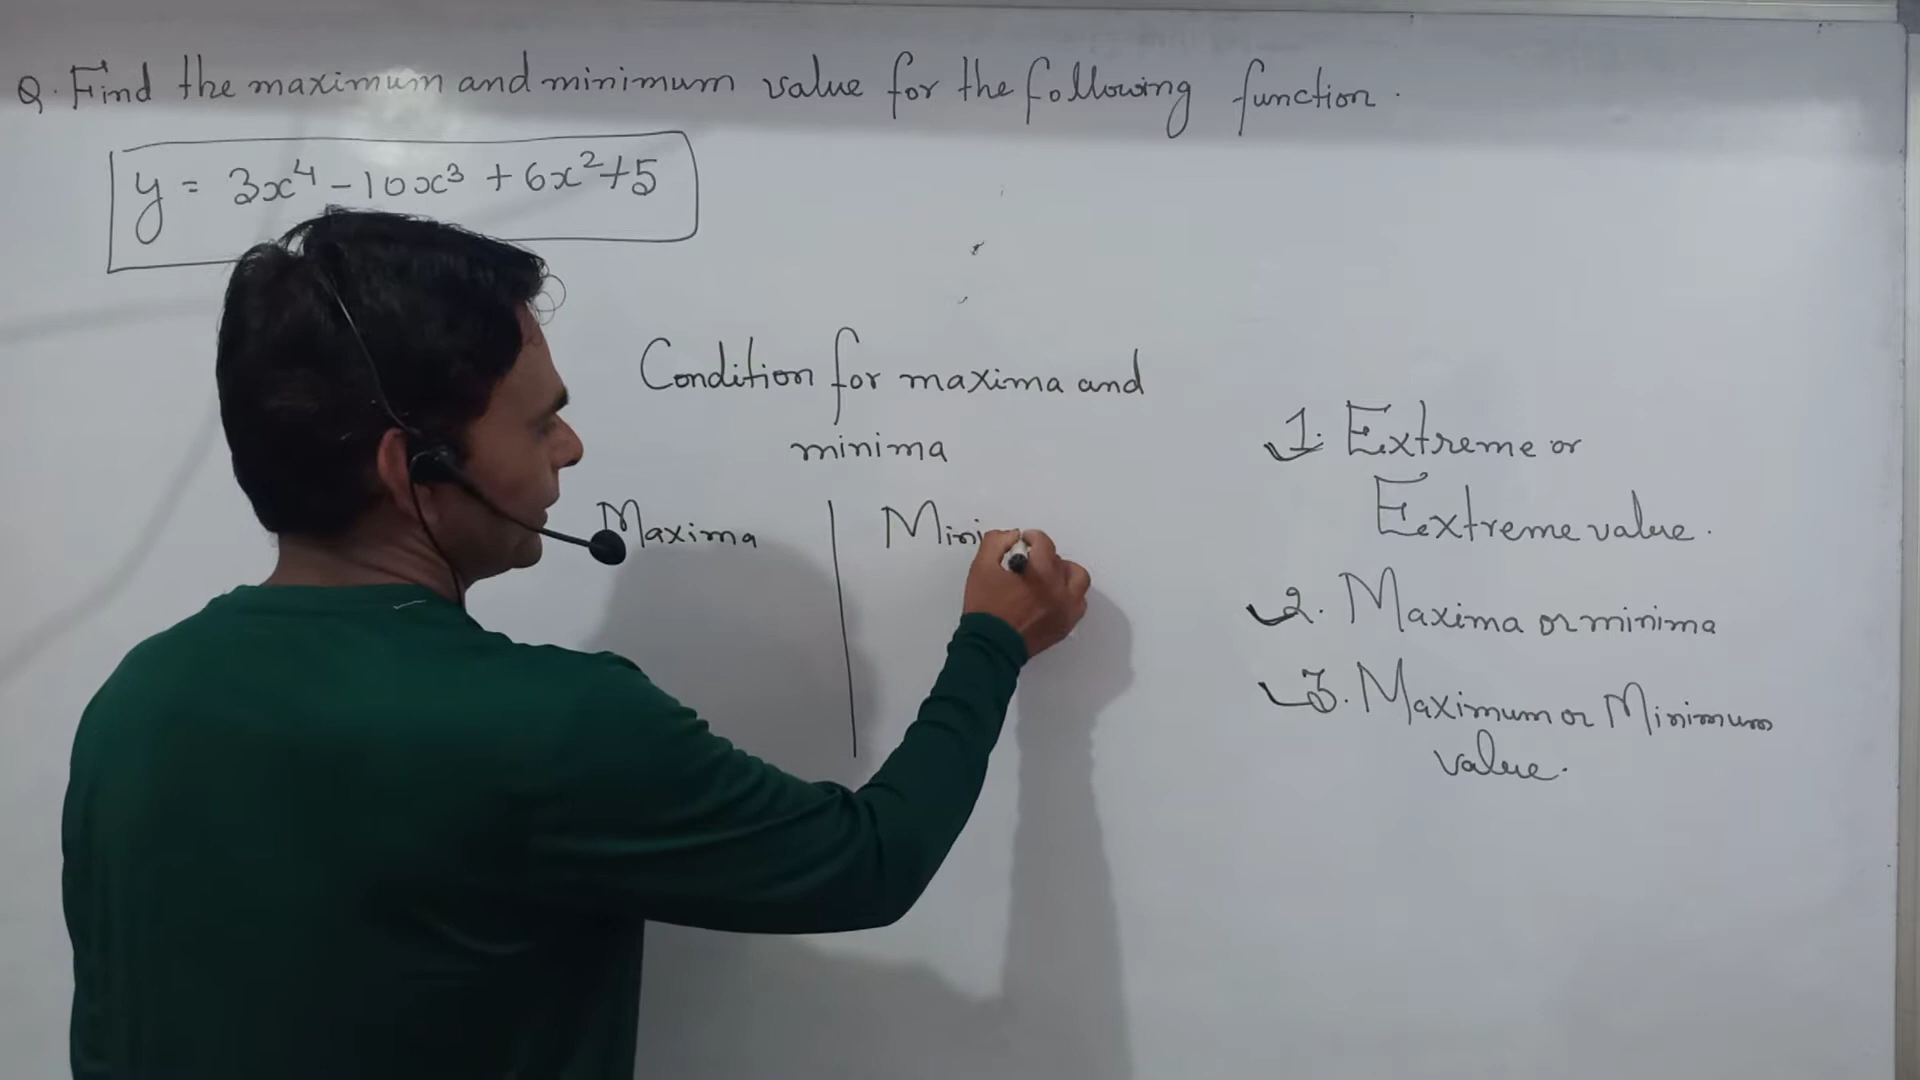 Q. Find the maximum and minimum value for the following function.
y = 3x⁴ - 10x³ + 6x² + 5
Condition for maxima and
minima
Maxima
1. Extreme or
Extreme value.
2. Maxima or minima
3. Maximum or Minimum
value.